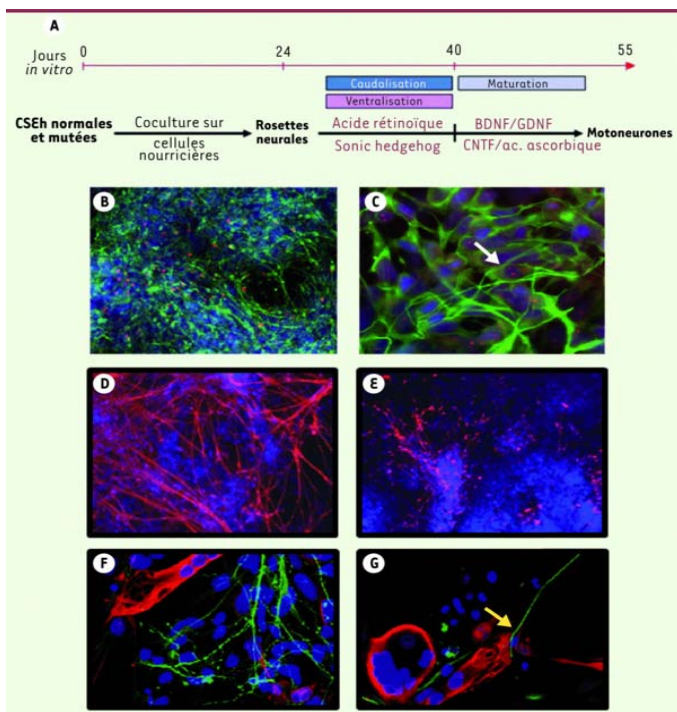 A
Jours
in vitro
0
24
40
55
Caudalisation
Maturation
Ventralisation
CSEh normales
et mutées
Coculture sur
cellules
nourricières
Rosettes
neurales
Acide rétinoïque
Sonic hedgehog
BDNF/GDNF
CNTF/ac. ascorbique
Motoneurones
B
C
D
E
F
G